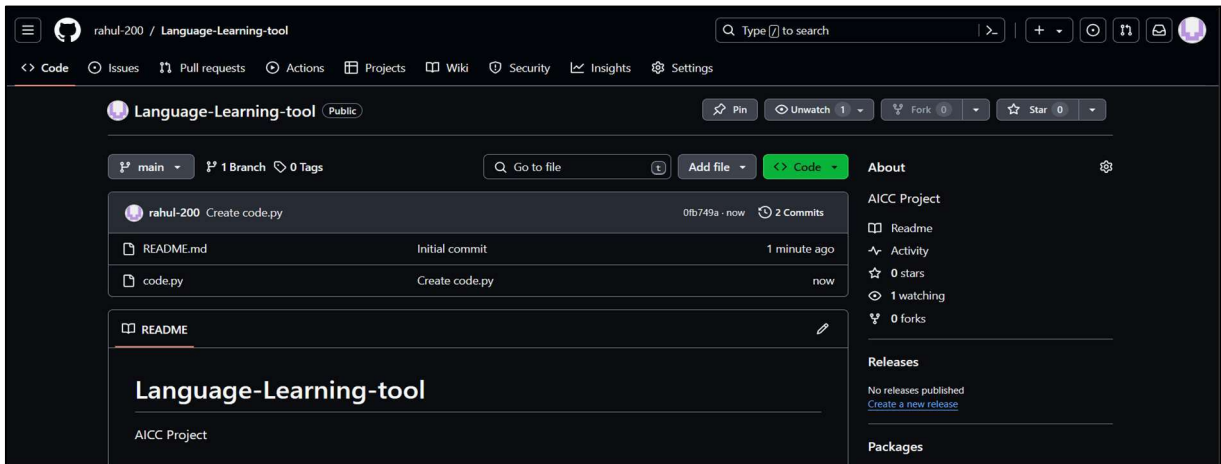 rahul-200 / Language-Learning-tool
Type / to search
Code Issues Pull requests Actions Projects Wiki Security Insights Settings
Language-Learning-tool Public
Pin Unwatch 1 Fork 0 Star 0
main 1 Branch 0 Tags Go to file t Add file Code
rahul-200 Create code.py 0fb749a · now 2 Commits
README.md Initial commit 1 minute ago
code.py Create code.py now
README
Language-Learning-tool
AICC Project
About
AICC Project
Readme
Activity
0 stars
1 watching
0 forks
Releases
No releases published
Create a new release
Packages